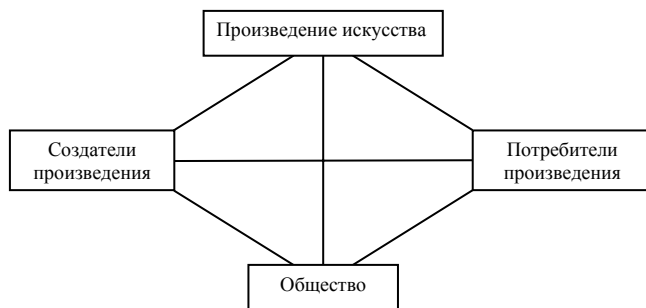 Произведение искусства
Создатели
произведения
Потребители
произведения
Общество